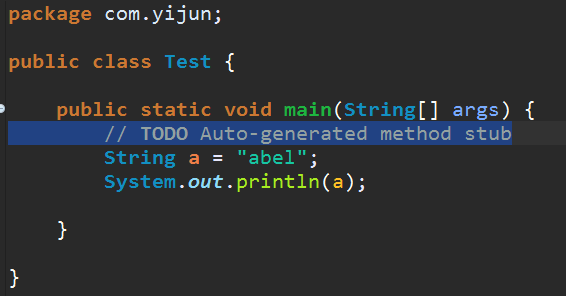 package com.yijun;
public class Test {
public static void main(String[] args) {
// TODO Auto-generated method stub
String a = "abel";
System.out.println(a);
}
}